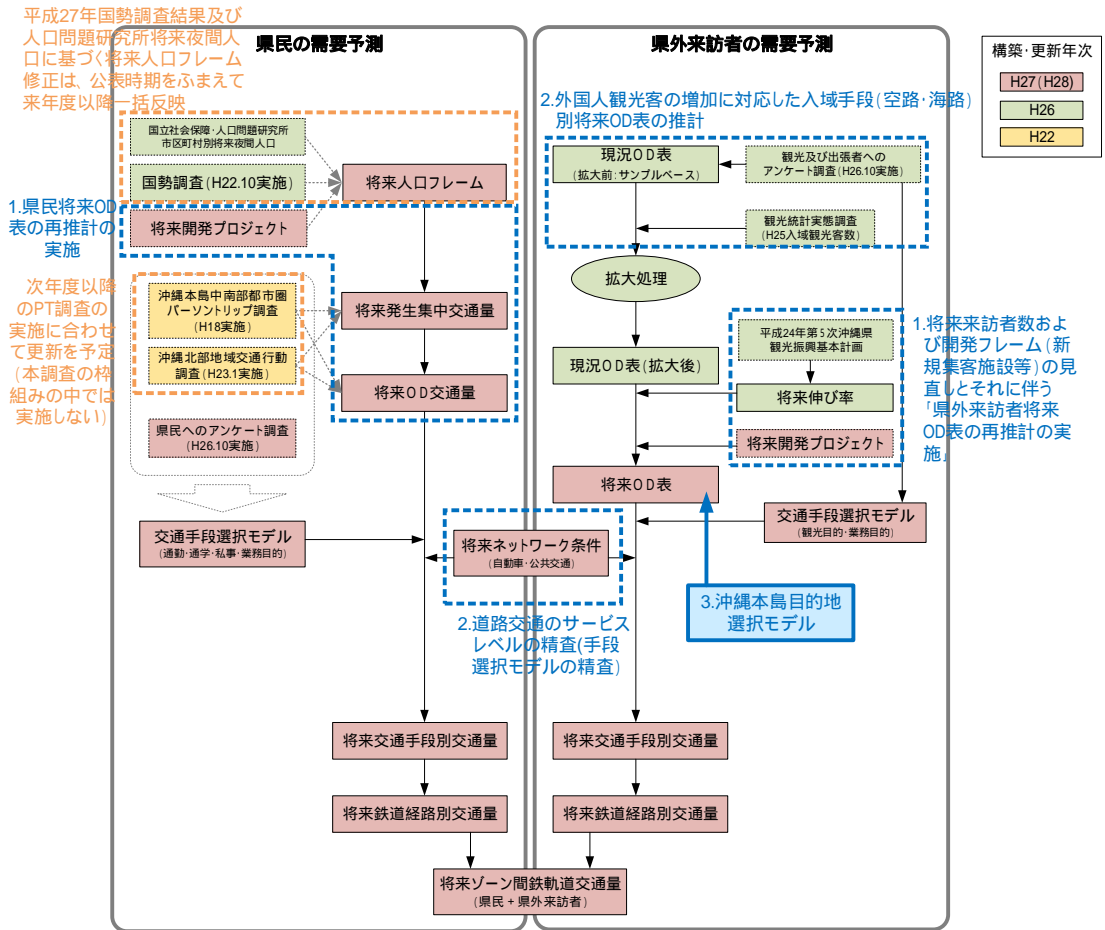 平成27年国勢調査結果及び
人口問題研究所将来夜間人
口に基づく将来人口フレーム
修正は、公表時期をふまえて
来年度以降一括反映
県民の需要予測
国立社会保障・人口問題研究所
市区町村別将来夜間人口
国勢調査(H22.10実施)
将来人口フレーム
1.県民将来OD
表の再推計の
実施
将来開発プロジェクト
次年度以降
のPT調査の
実施に合わせ
て更新を予定
(本調査の枠
組みの中では
実施しない)
沖縄本島中南部都市圏
パーソントリップ調査
(H18実施)
沖縄北部地域交通行動
調査(H23.1実施)
将来発生集中交通量
将来OD交通量
県民へのアンケート調査
(H26.10実施)
交通手段選択モデル
(通勤・通学・私事・業務目的)
将来ネットワーク条件
(自動車・公共交通)
2.道路交通のサービス
レベルの精査(手段
選択モデルの精査)
将来交通手段別交通量
将来鉄道経路別交通量
将来ゾーン間鉄軌道交通量
(県民+県外来訪者)
県外来訪者の需要予測
2.外国人観光客の増加に対応した入域手段(空路・海路)
別将来OD表の推計
現況OD表
(拡大前:サンプルベース)
観光及び出張者への
アンケート調査(H26.10実施)
観光統計実態調査
(H25入域観光客数)
拡大処理
平成24年第5次沖縄県
観光振興基本計画
現況OD表(拡大後)
将来伸び率
将来開発プロジェクト
1.将来来訪者数およ
び開発フレーム(新
規集客施設等)の見
直しとそれに伴う
「県外来訪者将来
OD表の再推計の実
施」
将来OD表
交通手段選択モデル
(観光目的・業務目的)
3.沖縄本島目的地
選択モデル
将来交通手段別交通量
将来鉄道経路別交通量
構築・更新年次
H27(H28)
H26
H22